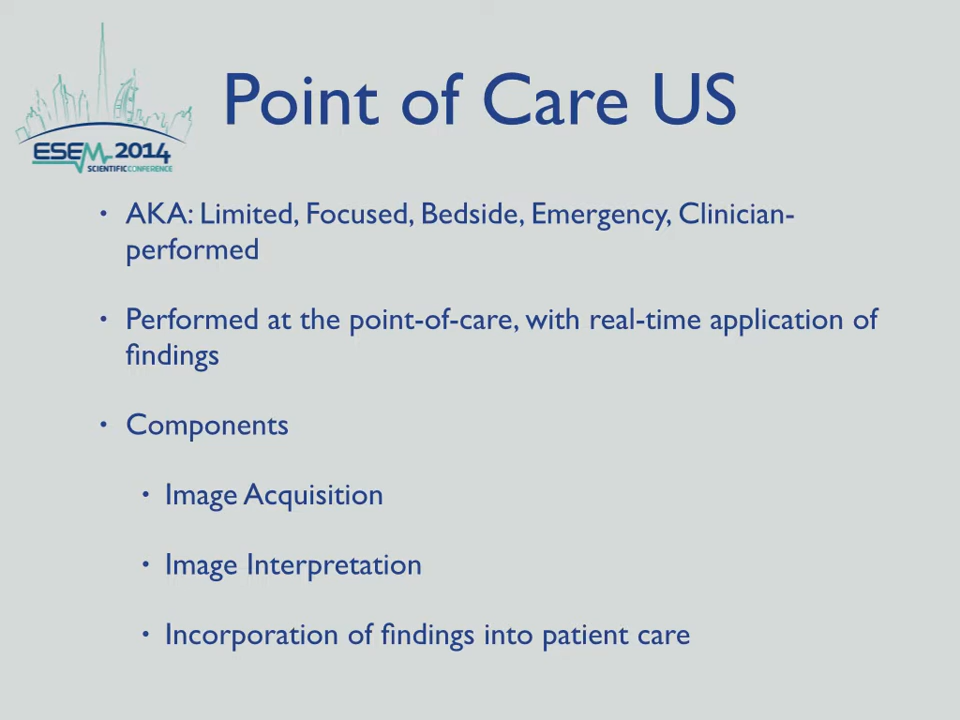 ESEM 2014
SCIENTIFIC CONFERENCE
Point of Care US
• AKA: Limited, Focused, Bedside, Emergency, Clinician-
performed
• Performed at the point-of-care, with real-time application of
findings
• Components
• Image Acquisition
• Image Interpretation
• Incorporation of findings into patient care